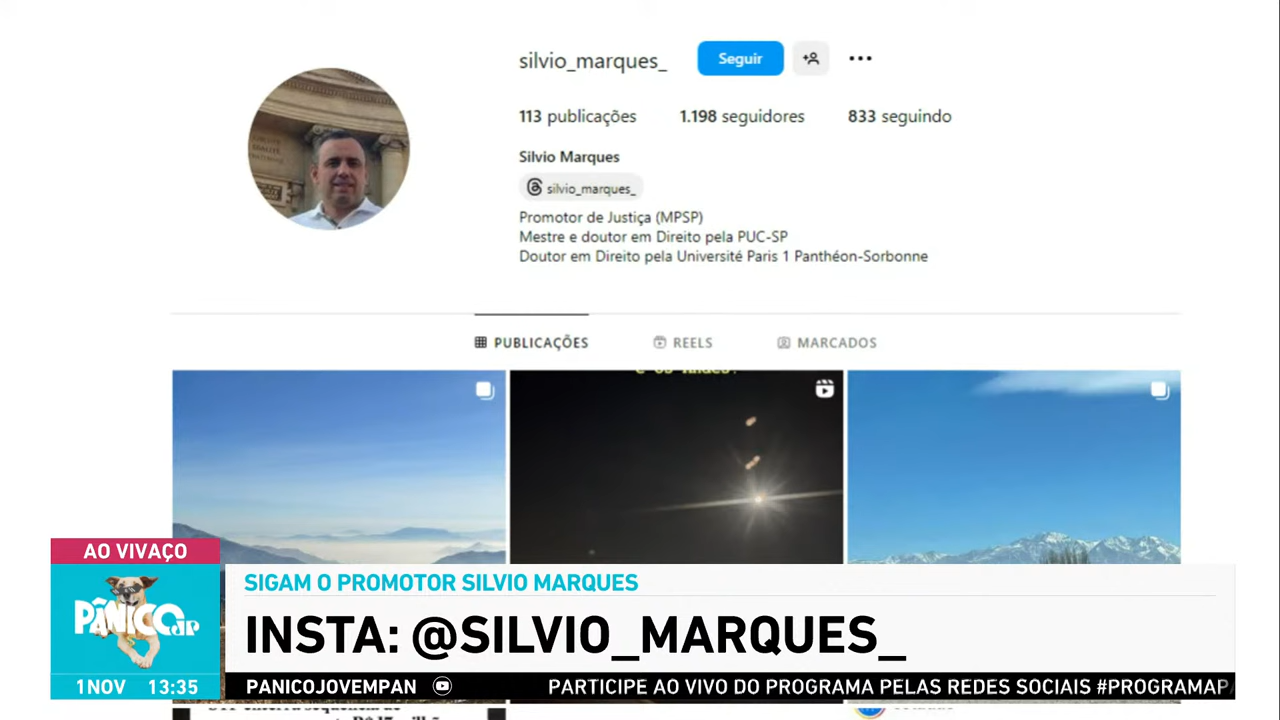 silvio_marques_
Seguir
113 publicações 1.198 seguidores 833 seguindo
Silvio Marques
silvio_marques_
Promotor de Justiça (MPSP)
Mestre e doutor em Direito pela PUC-SP
Doutor em Direito pela Université Paris 1 Panthéon-Sorbonne
PUBLICAÇÕES REELS MARCADOS
AO VIVAÇO
SIGAM O PROMOTOR SILVIO MARQUES
PÂNICO JP
INSTA: @SILVIO_MARQUES_
1NOV 13:35
PANICOJOVEMPAN
PARTICIPE AO VIVO DO PROGRAMA PELAS REDES SOCIAIS #PROGRAMAP